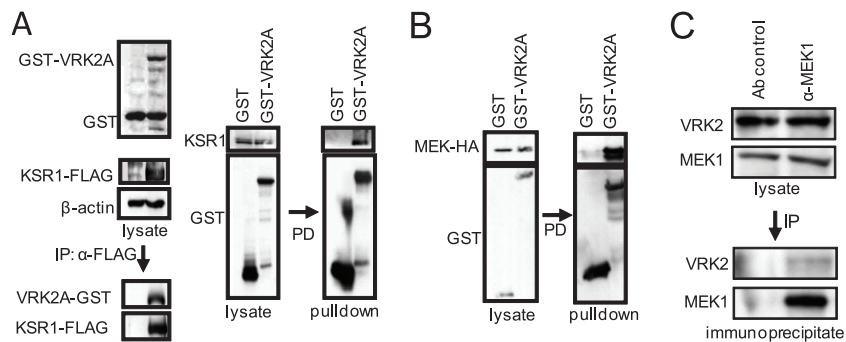 A
GST-VRK2A
GST
KSR1-FLAG
β-actin
lysate
IP: α-FLAG
VRK2A-GST
KSR1-FLAG
GST
GST-VRK2A
GST
GST-VRK2A
KSR1
GST
PD
lysate
pulldown
B
GST
GST-VRK2A
GST
GST-VRK2A
MEK-HA
GST
PD
lysate
pulldown
C
Ab control
α-MEK1
VRK2
MEK1
lysate
IP
VRK2
MEK1
immunoprecipitate